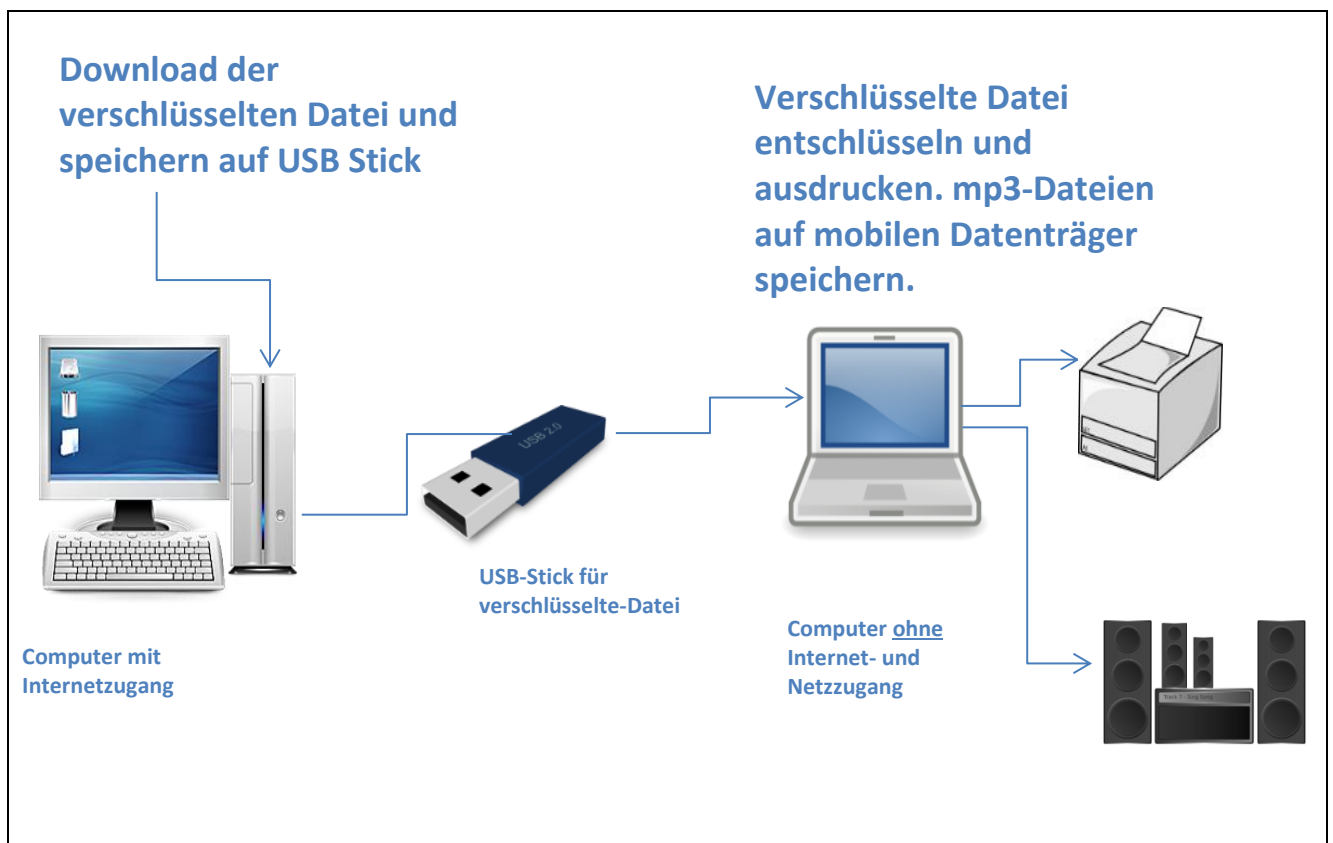 Download der
verschlüsselten Datei und
speichern auf USB Stick
Verschlüsselte Datei
entschlüsseln und
ausdrucken. mp3-Dateien
auf mobilen Datenträger
speichern.
USB 2.0
USB-Stick für
verschlüsselte-Datei
Computer ohne
Internet- und
Netzzugang
Computer mit
Internetzugang